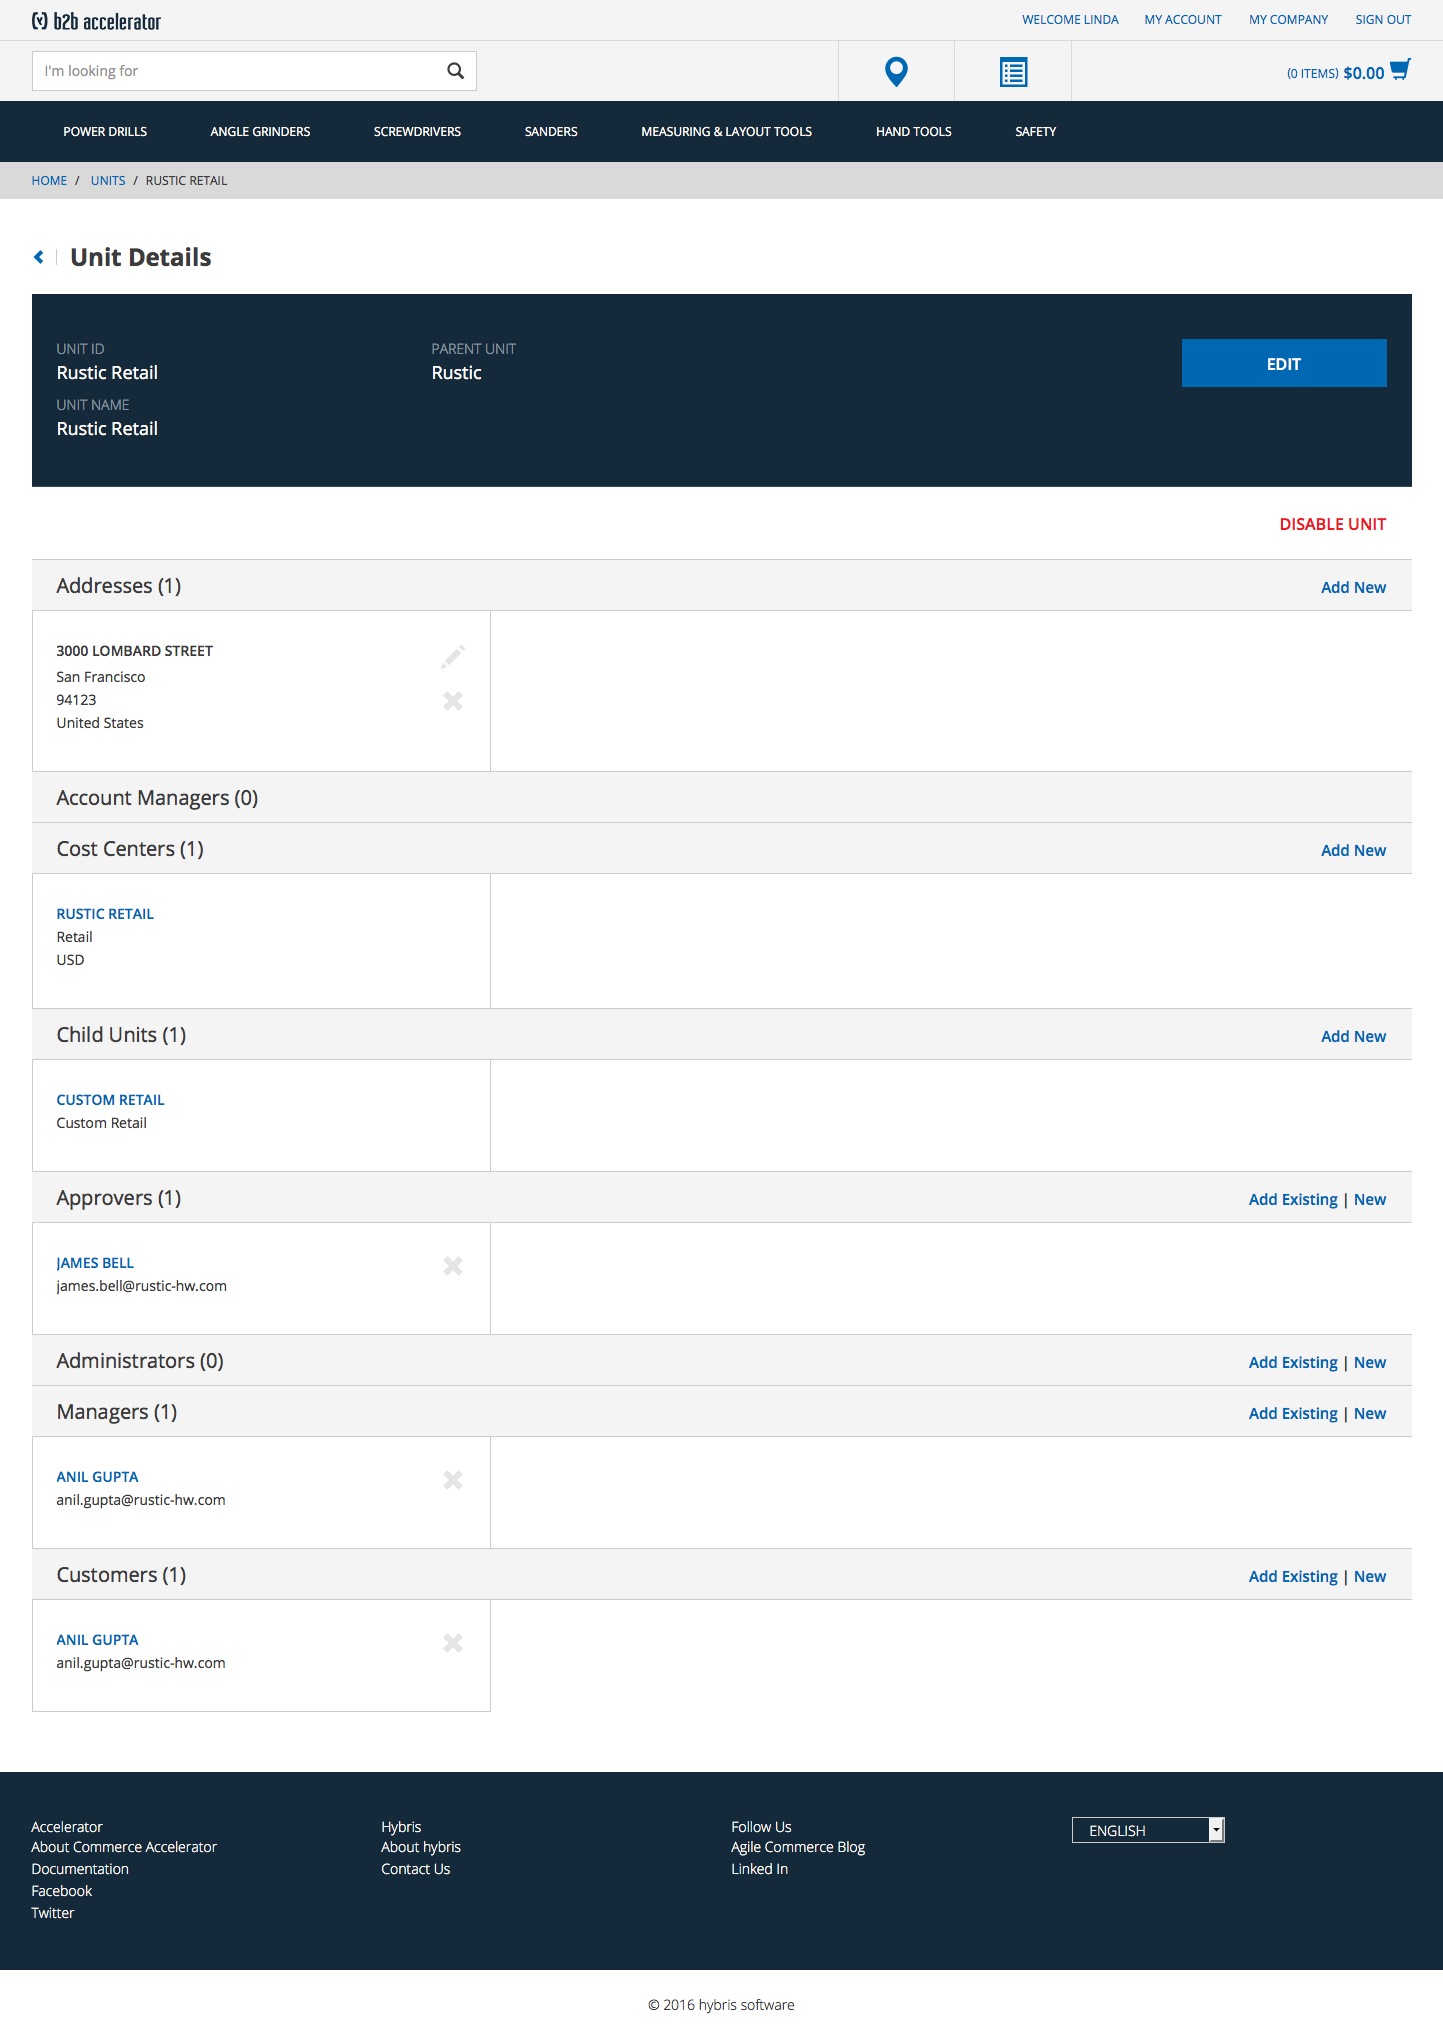 (y) b2b accelerator
WELCOME LINDA MY ACCOUNT MY COMPANY SIGN OUT
I'm looking for
(0 ITEMS) $0.00
POWER DRILLS ANGLE GRINDERS SCREWDRIVERS SANDERS MEASURING & LAYOUT TOOLS HAND TOOLS SAFETY
HOME / UNITS / RUSTIC RETAIL
Unit Details
UNIT ID
Rustic Retail
UNIT NAME
Rustic Retail
PARENT UNIT
Rustic
EDIT
DISABLE UNIT
Addresses (1) Add New
3000 LOMBARD STREET
San Francisco
94123
United States
Account Managers (0)
Cost Centers (1) Add New
RUSTIC RETAIL
Retail
USD
Child Units (1) Add New
CUSTOM RETAIL
Custom Retail
Approvers (1) Add Existing | New
JAMES BELL
james.bell@rustic-hw.com
Administrators (0) Add Existing | New
Managers (1) Add Existing | New
ANIL GUPTA
anil.gupta@rustic-hw.com
Customers (1) Add Existing | New
ANIL GUPTA
anil.gupta@rustic-hw.com
Accelerator
About Commerce Accelerator
Documentation
Facebook
Twitter
Hybris
About hybris
Contact Us
Follow Us
Agile Commerce Blog
Linked In
ENGLISH
© 2016 hybris software